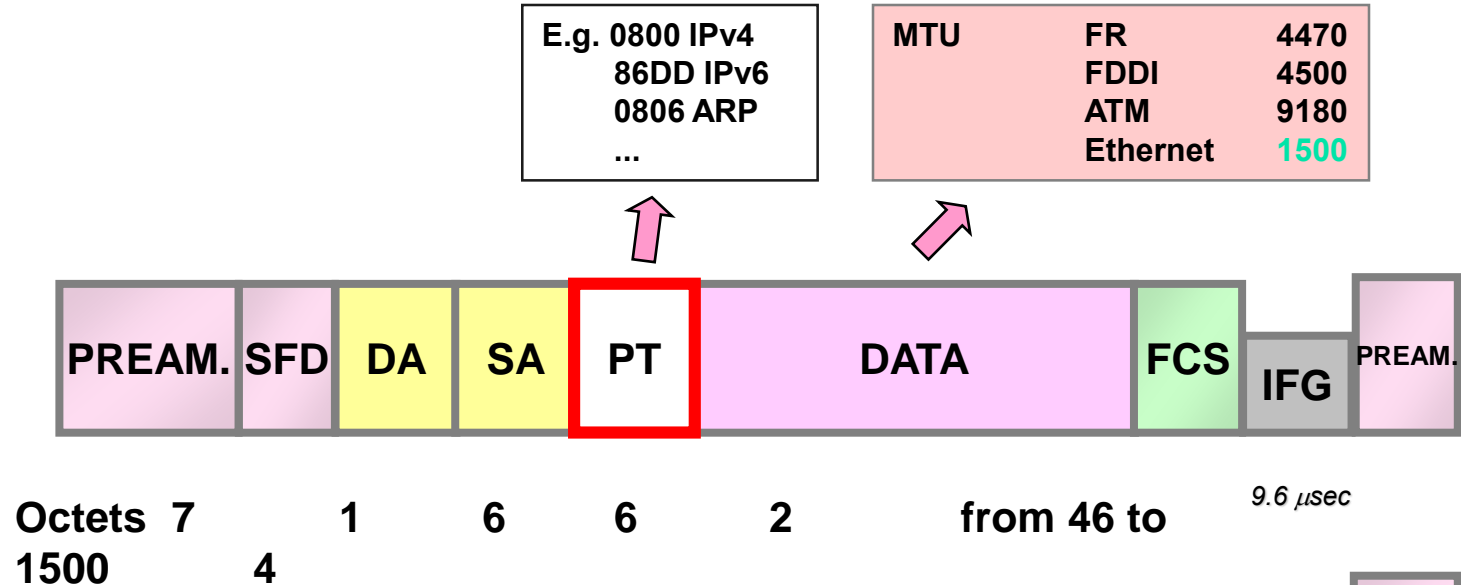 E.g. 0800 IPv4
86DD IPv6
0806 ARP
...
MTU FR 4470
FDDI 4500
ATM 9180
Ethernet 1500
PREAM. SFD DA SA PT DATA FCS IFG PREAM.
Octets 7 1 6 6 2 from 46 to
1500 4
9.6 μsec